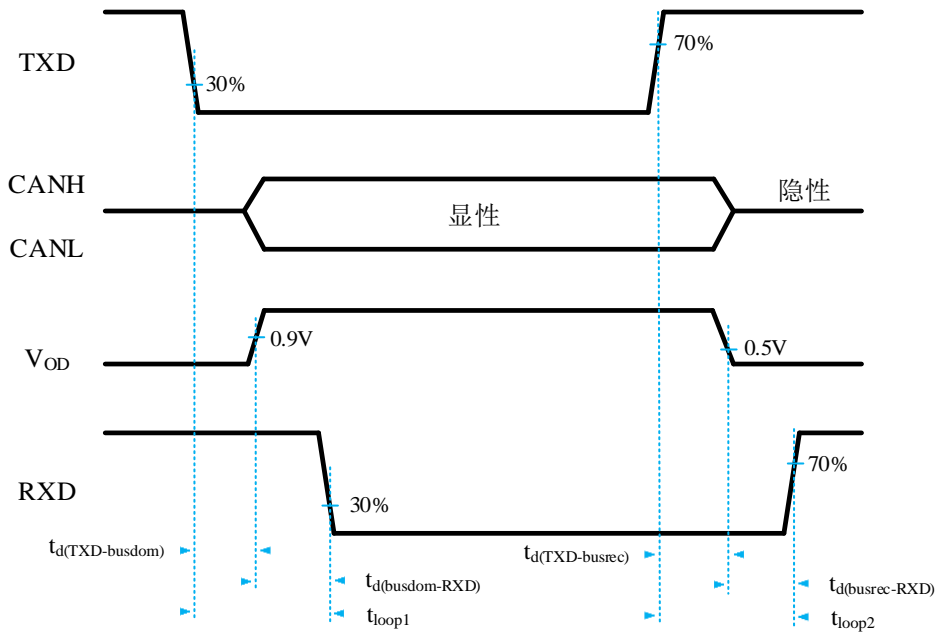 TXD
30%
70%
CANH
显性
隐性
CANL
0.9V
0.5V
VOD
RXD
30%
70%
td(TXD-busdom)
td(TXD-busrec)
td(busdom-RXD)
td(busrec-RXD)
tloop1
tloop2